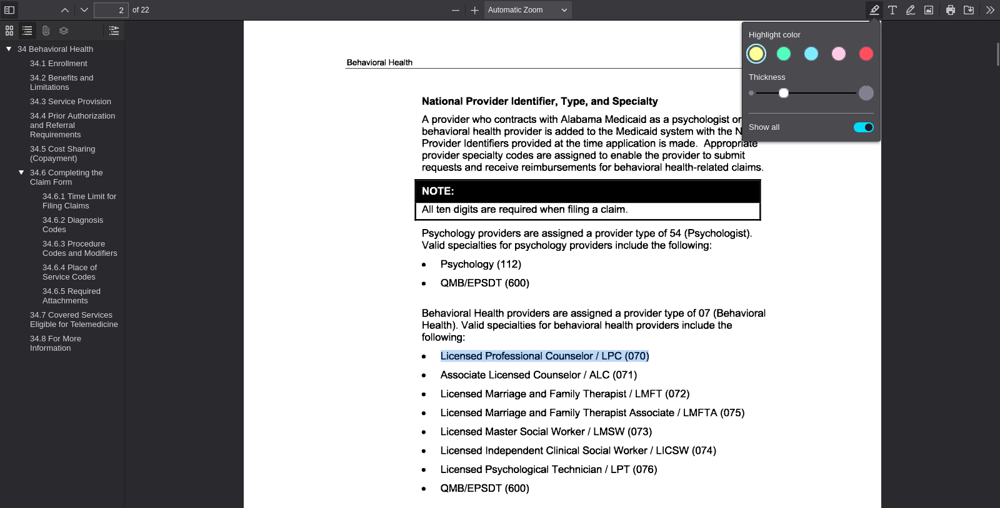 2 of 22
Automatic Zoom
34 Behavioral Health
34.1 Enrollment
34.2 Benefits and
Limitations
34.3 Service Provision
34.4 Prior Authorization
and Referral
Requirements
34.5 Cost Sharing
(Copayment)
34.6 Completing the
Claim Form
34.6.1 Time Limit for
Filing Claims
34.6.2 Diagnosis
Codes
34.6.3 Procedure
Codes and Modifiers
34.6.4 Place of
Service Codes
34.6.5 Required
Attachments
34.7 Covered Services
Eligible for Telemedicine
34.8 For More
Information
Behavioral Health
National Provider Identifier, Type, and Specialty
A provider who contracts with Alabama Medicaid as a psychologist or
behavioral health provider is added to the Medicaid system with the N
Provider Identifiers provided at the time application is made. Appropriate
provider specialty codes are assigned to enable the provider to submit
requests and receive reimbursements for behavioral health-related claims.
NOTE:
All ten digits are required when filing a claim.
Psychology providers are assigned a provider type of 54 (Psychologist).
Valid specialties for psychology providers include the following:
• Psychology (112)
• QMB/EPSDT (600)
Behavioral Health providers are assigned a provider type of 07 (Behavioral
Health). Valid specialties for behavioral health providers include the
following:
• Licensed Professional Counselor / LPC (070)
• Associate Licensed Counselor / ALC (071)
• Licensed Marriage and Family Therapist / LMFT (072)
• Licensed Marriage and Family Therapist Associate / LMFTA (075)
• Licensed Master Social Worker / LMSW (073)
• Licensed Independent Clinical Social Worker / LICSW (074)
• Licensed Psychological Technician / LPT (076)
• QMB/EPSDT (600)
Highlight color
Thickness
Show all